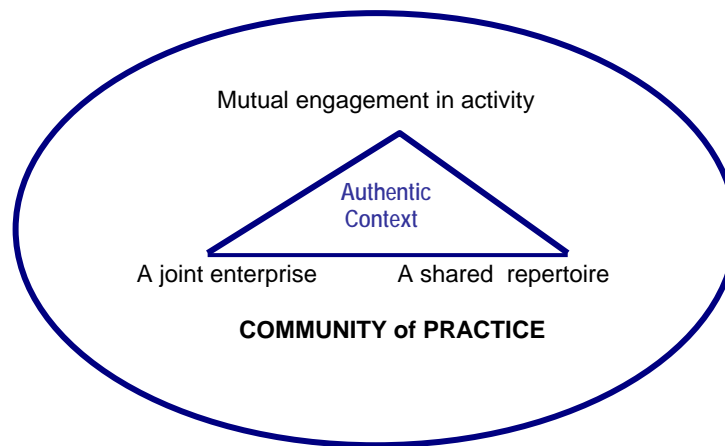 Mutual engagement in activity
Authentic
Context
A joint enterprise
A shared repertoire
COMMUNITY of PRACTICE